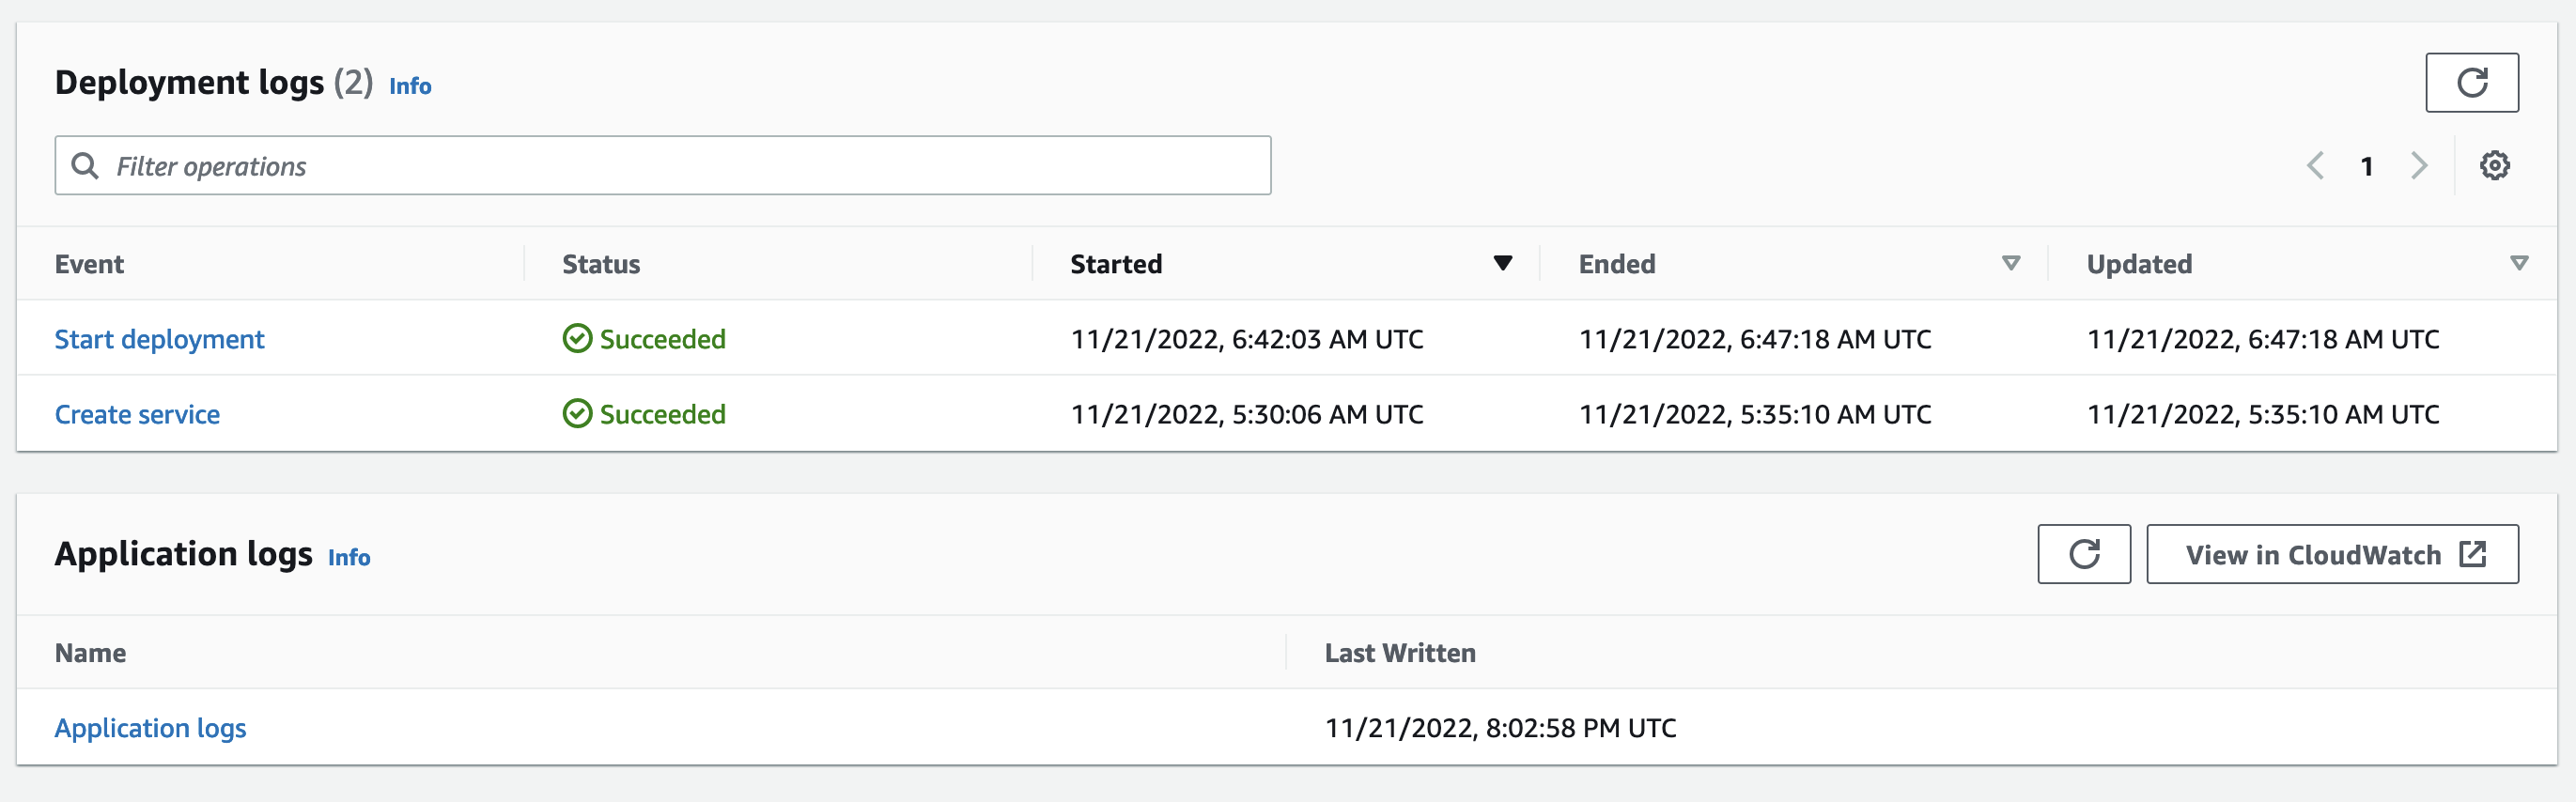 Deployment logs (2) Info
Filter operations
1
Event Status Started Ended Updated
Start deployment Succeeded 11/21/2022, 6:42:03 AM UTC 11/21/2022, 6:47:18 AM UTC 11/21/2022, 6:47:18 AM UTC
Create service Succeeded 11/21/2022, 5:30:06 AM UTC 11/21/2022, 5:35:10 AM UTC 11/21/2022, 5:35:10 AM UTC
Application logs Info View in CloudWatch
Name Last Written
Application logs 11/21/2022, 8:02:58 PM UTC